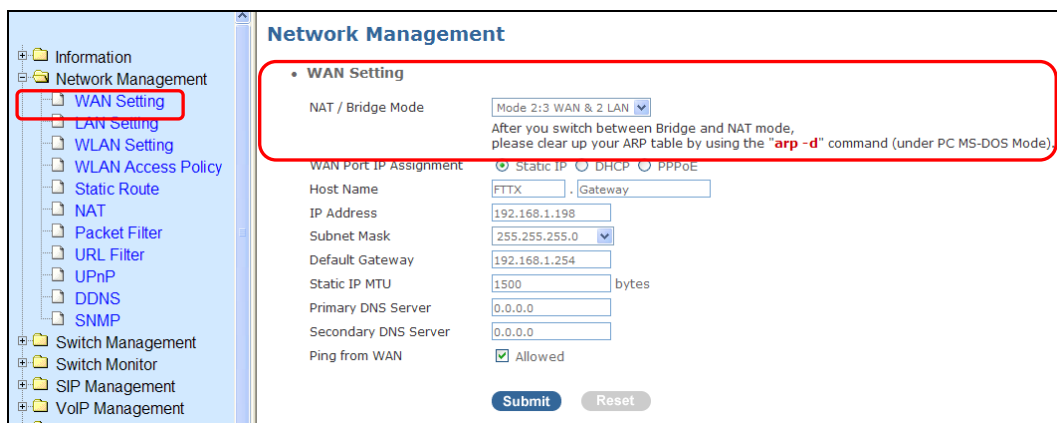 Information
Network Management
WAN Setting
LAN Setting
WLAN Setting
WLAN Access Policy
Static Route
NAT
Packet Filter
URL Filter
UPnP
DDNS
SNMP
Switch Management
Switch Monitor
SIP Management
VoIP Management
Network Management
• WAN Setting
NAT / Bridge Mode Mode 2:3 WAN & 2 LAN
After you switch between Bridge and NAT mode,
please clear up your ARP table by using the "arp -d" command (under PC MS-DOS Mode).
WAN Port IP Assignment Static IP DHCP PPPoE
Host Name FTTX . Gateway
IP Address 192.168.1.198
Subnet Mask 255.255.255.0
Default Gateway 192.168.1.254
Static IP MTU 1500 bytes
Primary DNS Server 0.0.0.0
Secondary DNS Server 0.0.0.0
Ping from WAN Allowed
Submit Reset